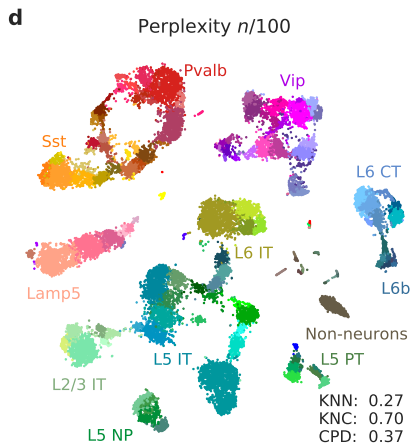 d
Perplexity n/100
Pvalb
Vip
Sst
L6 CT
L6 IT
Lamp5
L6b
Non-neurons
L5 IT
L5 PT
L2/3 IT
L5 NP
KNN: 0.27
KNC: 0.70
CPD: 0.37